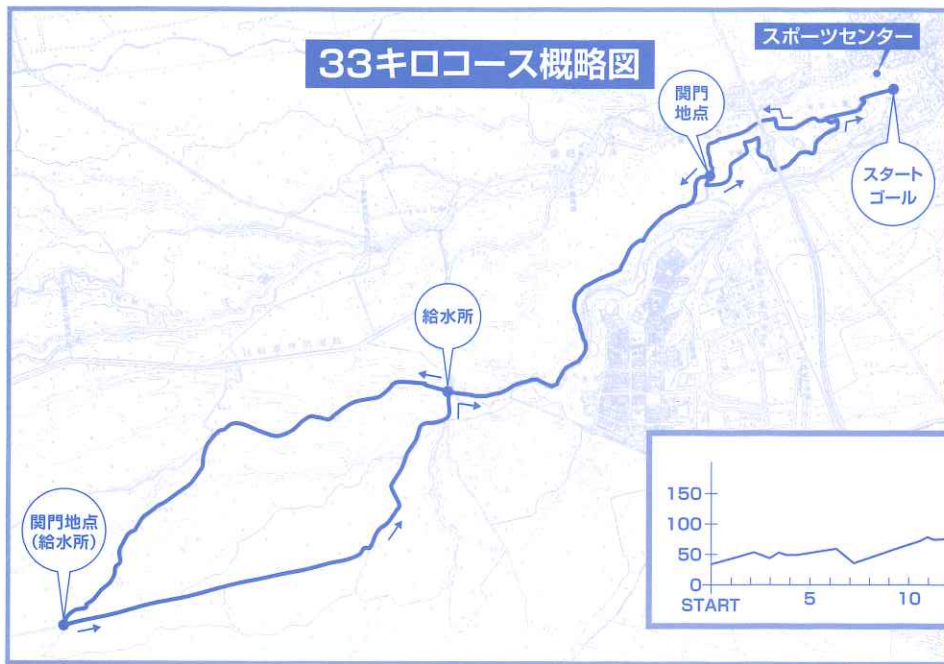 33キロコース概略図
スポーツセンター
関門
地点
スタート
ゴール
給水所
関門地点
(給水所)
150
100
50
0
START
5
10